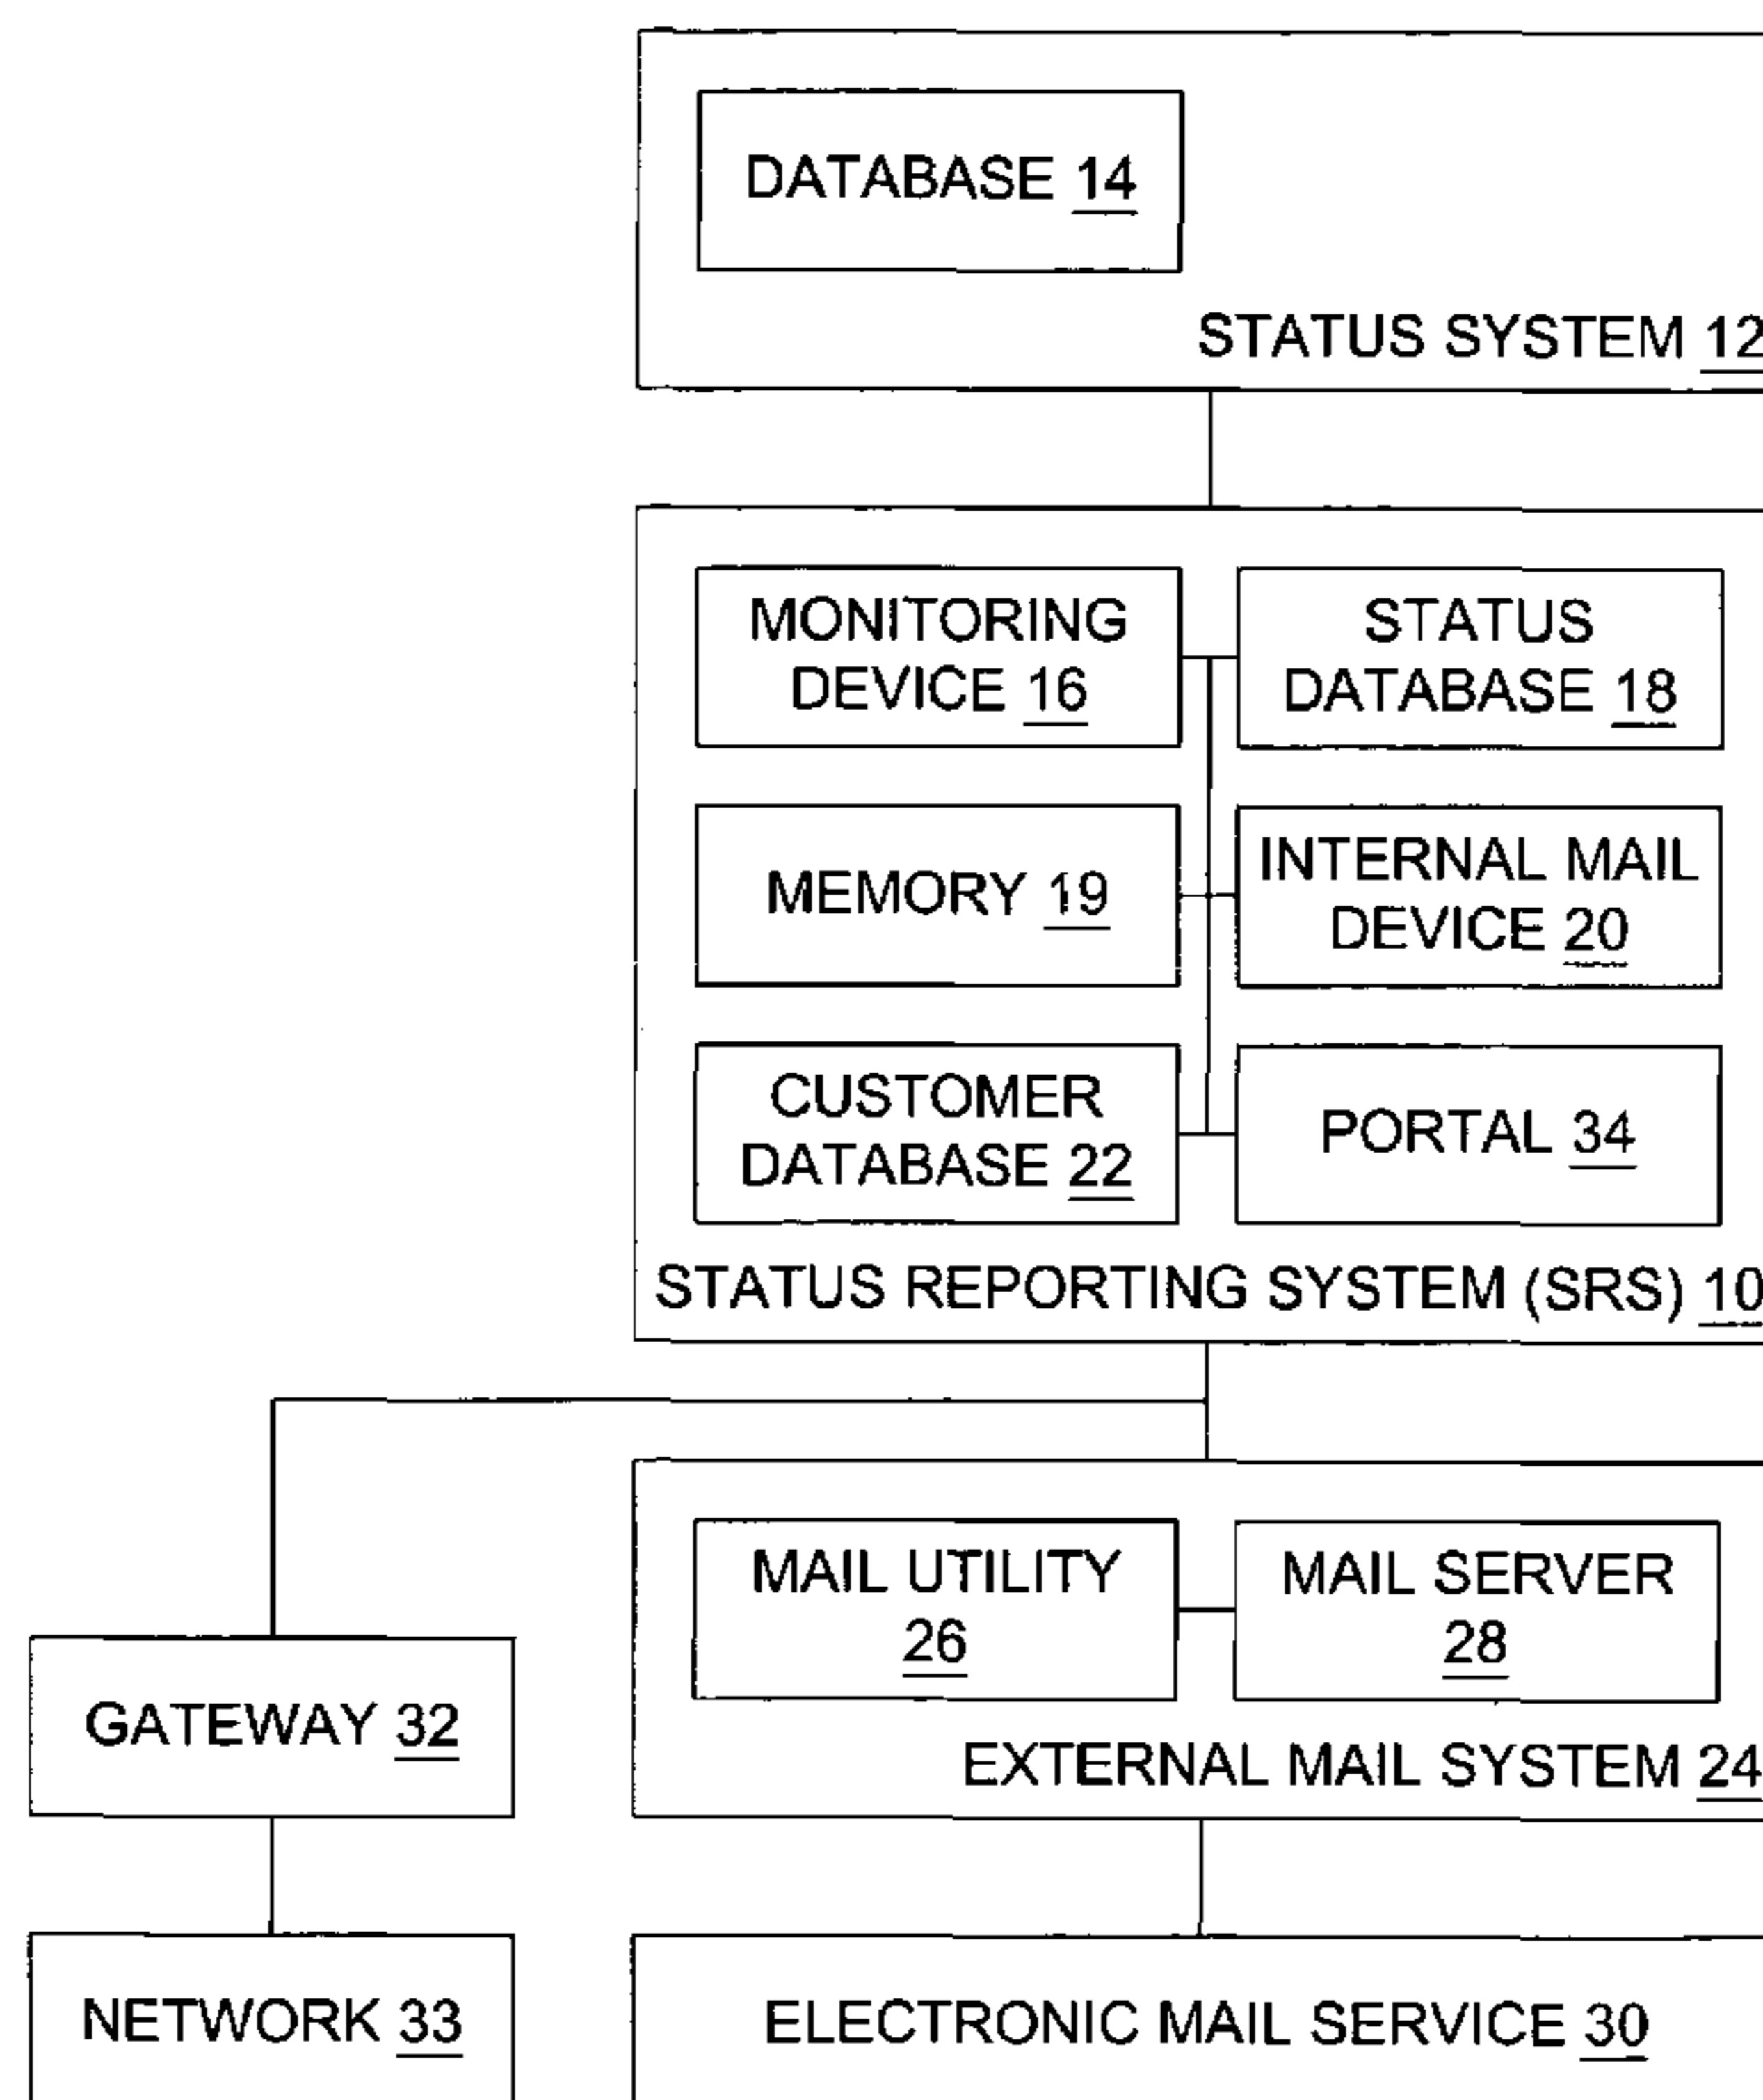 DATABASE 14
STATUS SYSTEM 12
MONITORING
DEVICE 16
STATUS
DATABASE 18
MEMORY 19
INTERNAL MAIL
DEVICE 20
CUSTOMER
DATABASE 22
PORTAL 34
STATUS REPORTING SYSTEM (SRS) 10
MAIL UTILITY
26
MAIL SERVER
28
GATEWAY 32
EXTERNAL MAIL SYSTEM 24
NETWORK 33
ELECTRONIC MAIL SERVICE 30